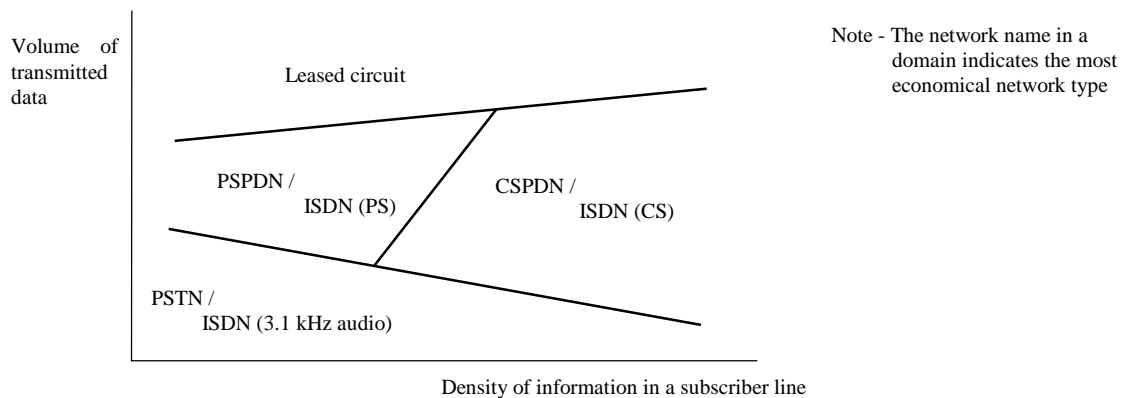 Volume of
transmitted
data
Note - The network name in a
domain indicates the most
economical network type
Leased circuit
PSPDN /
ISDN (PS)
CSPDN /
ISDN (CS)
PSTN /
ISDN (3.1 kHz audio)
Density of information in a subscriber line